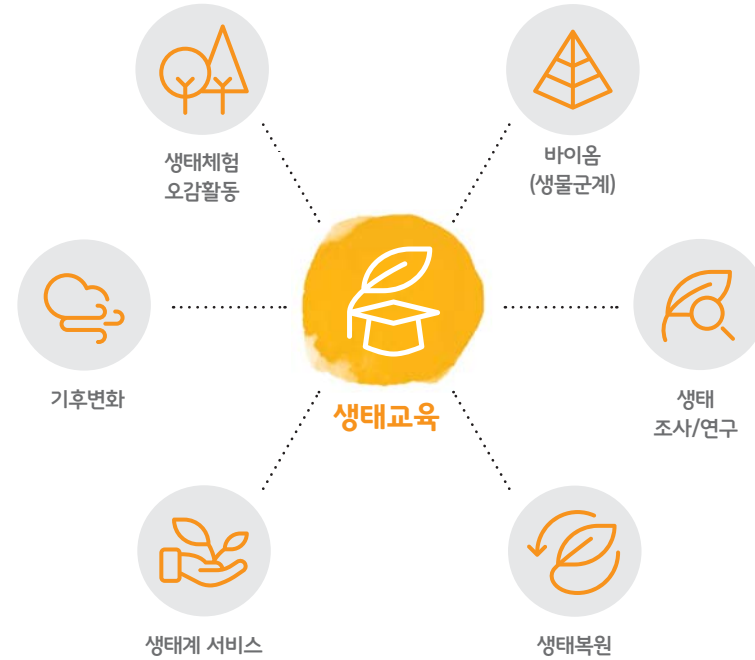 생태체험
오감활동
바이옴
(생물군계)
기후변화
생태교육
생태
조사/연구
생태계 서비스
생태복원